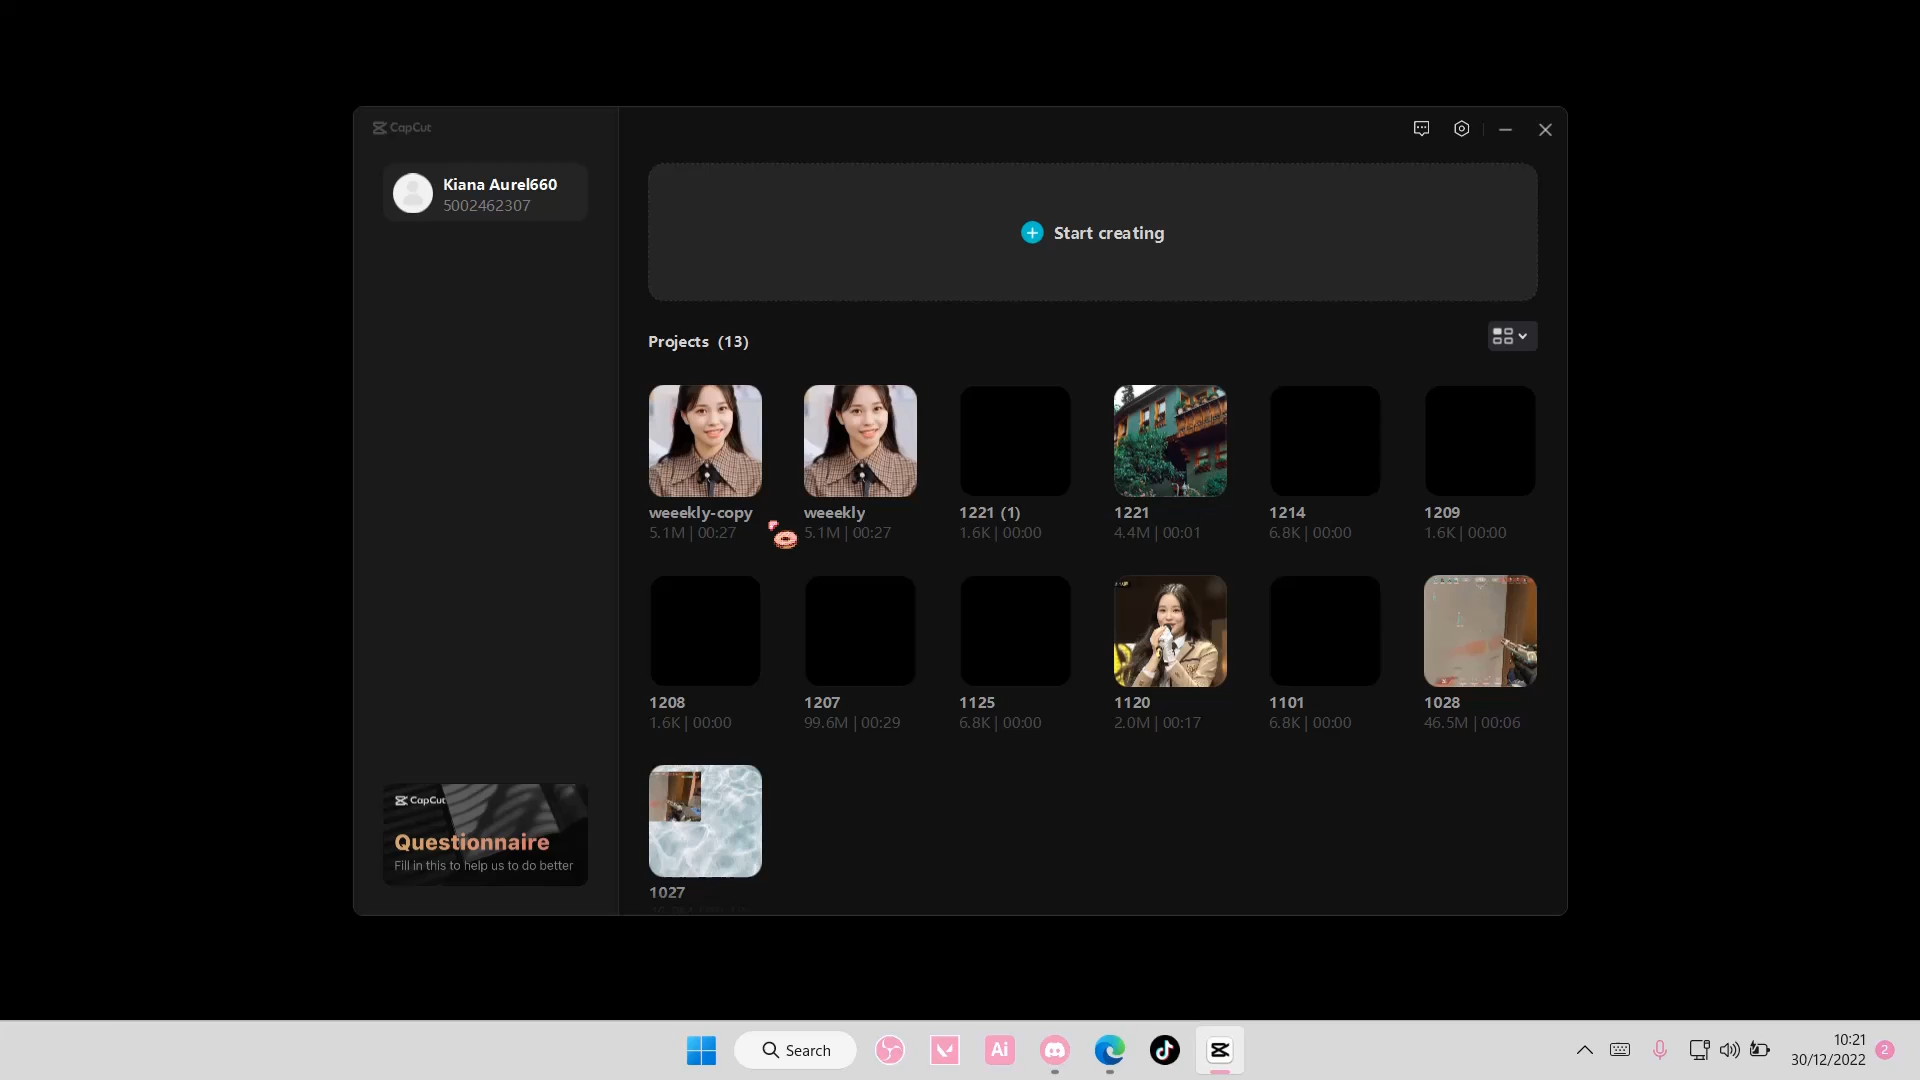 CapCut
Kiana Aurel660
5002462307
Start creating
Projects (13)
weeekly-copy
5.1M | 00:27
weeekly
5.1M | 00:27
1221 (1)
1.6K | 00:00
1221
4.4M | 00:01
1214
6.8K | 00:00
1209
1.6K | 00:00
1208
1.6K | 00:00
1207
99.6M | 00:29
1125
6.8K | 00:00
1120
2.0M | 00:17
1101
6.8K | 00:00
1028
46.5M | 00:06
1027
CapCut
Questionnaire
Fill in this to help us to do better
Search
Ai
10:21
30/12/2022
2